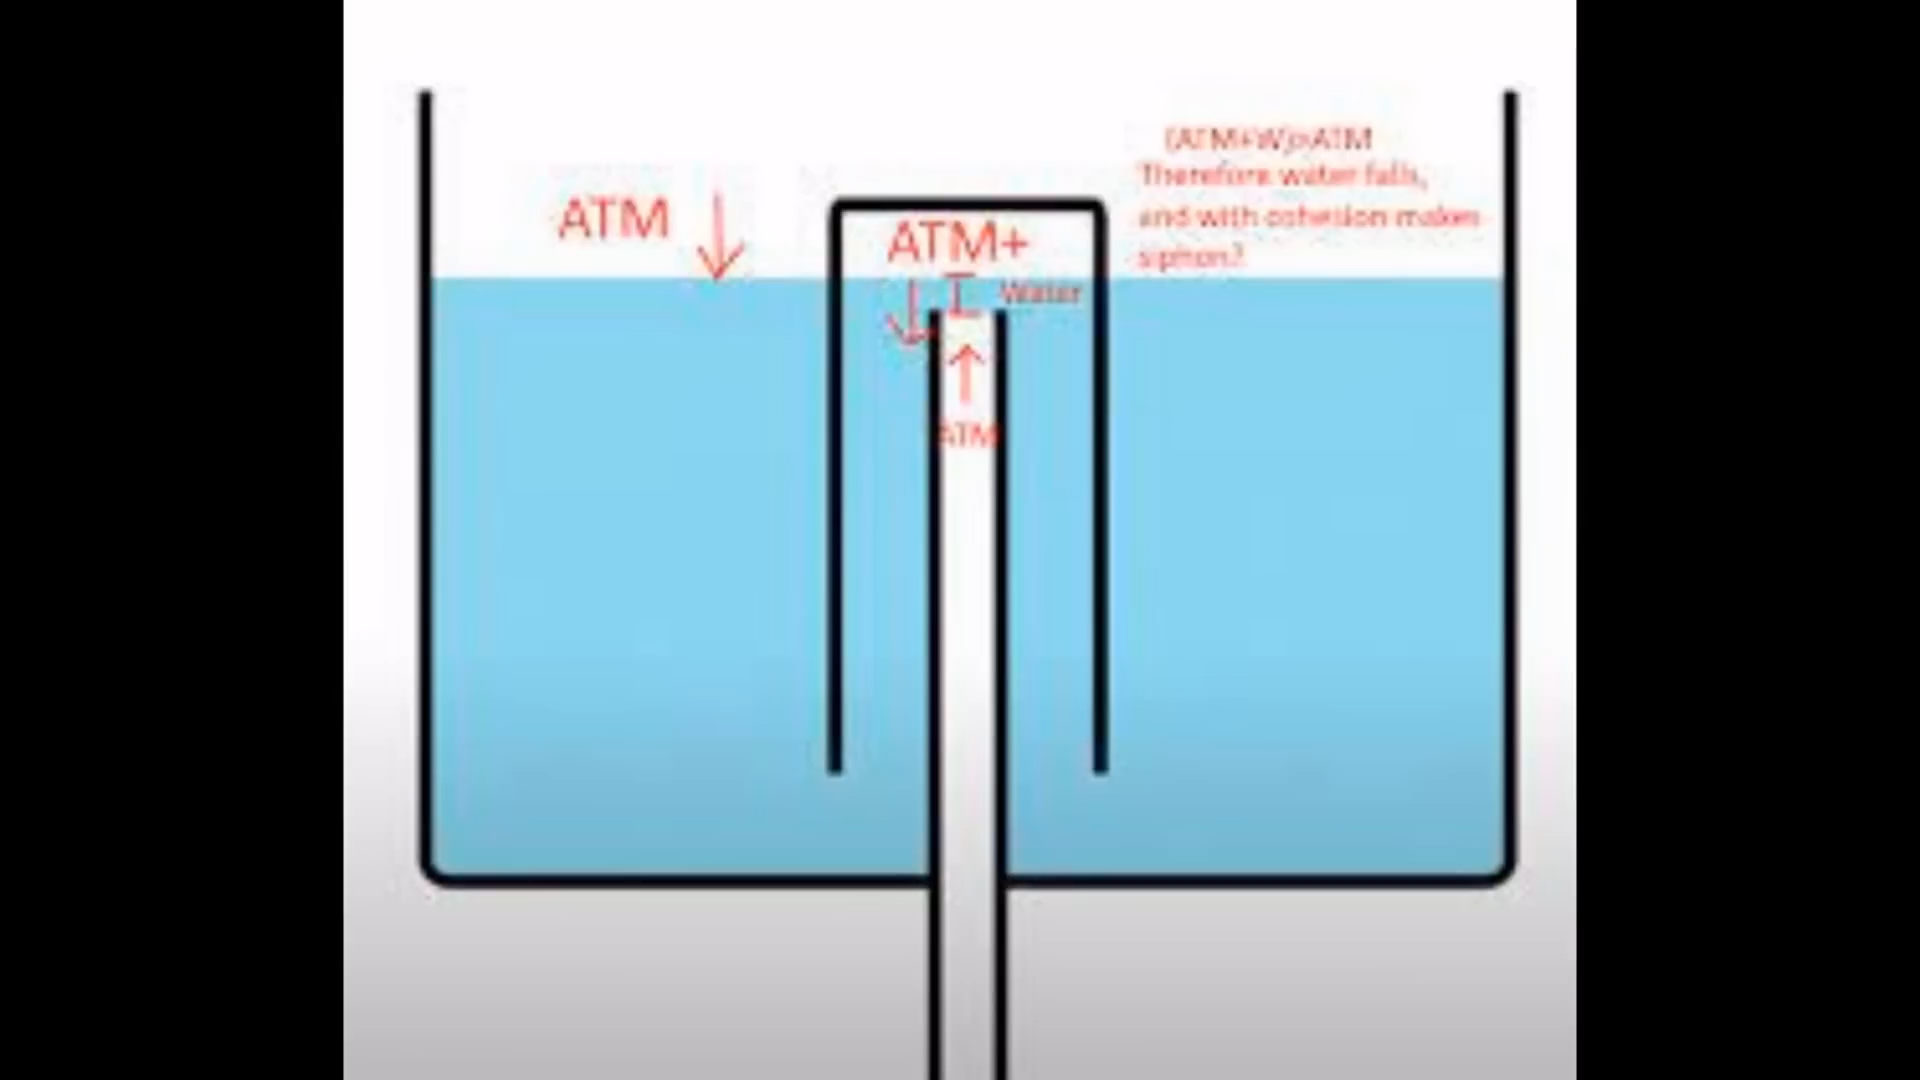 (ATM+W)>ATM
Therefore water falls,
and with cohesion makes
siphon?
ATM
ATM+
Water
ATM